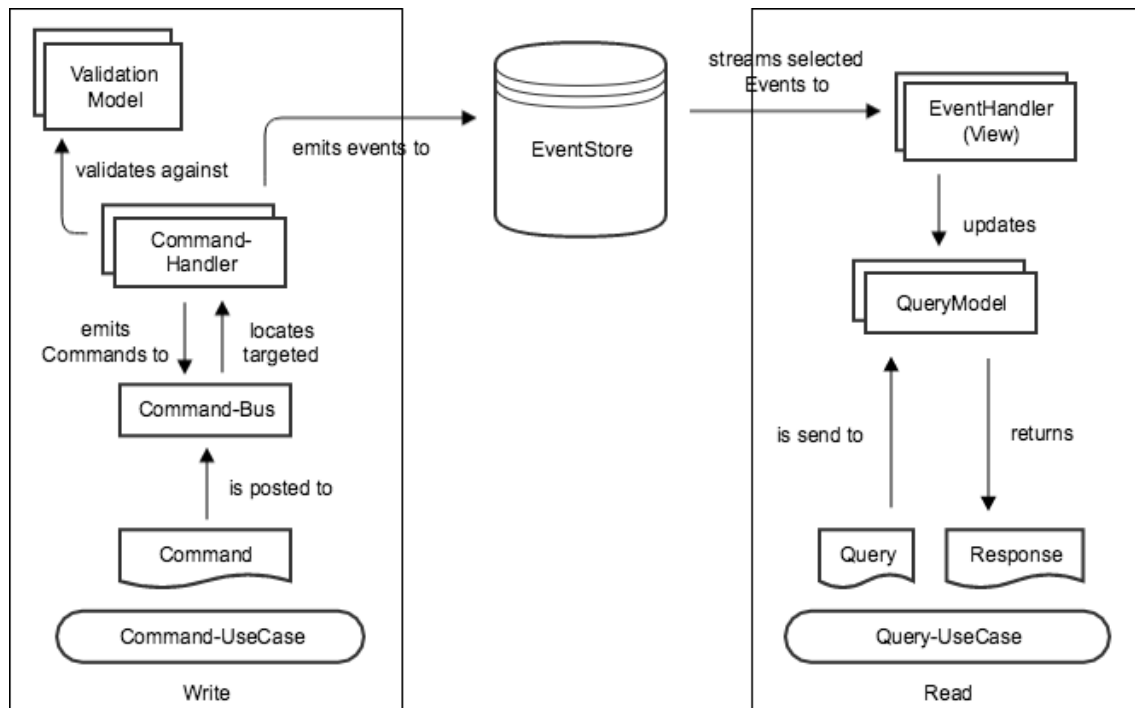 Validation
Model
validates against
emits events to
Command-
Handler
emits
Commands to
locates
targeted
Command-Bus
is posted to
Command
Command-UseCase
Write
EventStore
streams selected
Events to
EventHandler
(View)
updates
QueryModel
is send to
returns
Query
Response
Query-UseCase
Read